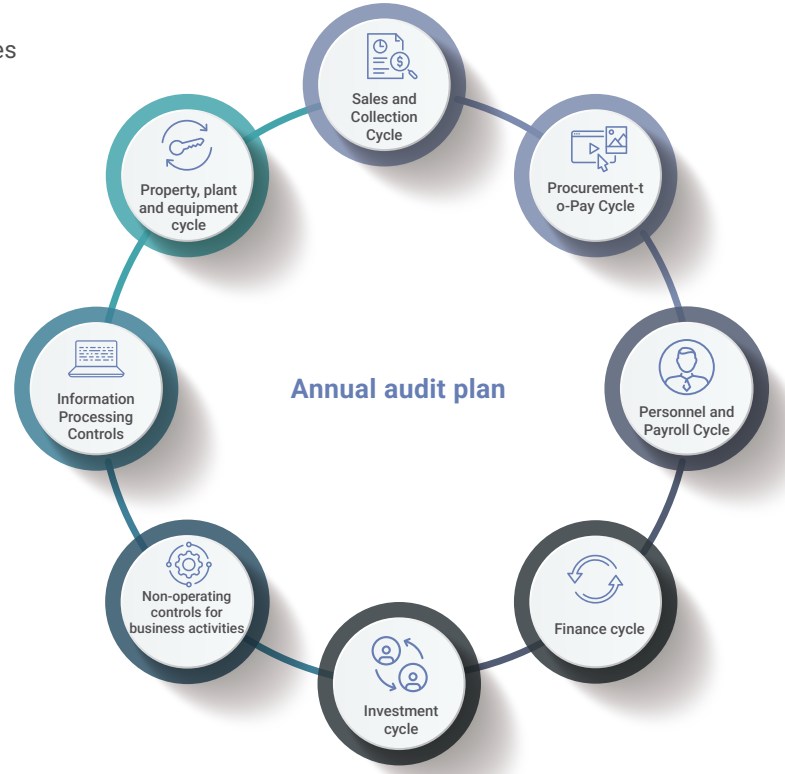 es
Sales and
Collection
Cycle
Procurement-t
o-Pay Cycle
Property, plant
and equipment
cycle
Annual audit plan
Information
Processing
Controls
Personnel and
Payroll Cycle
Non-operating
controls for
business activities
Finance cycle
Investment
cycle